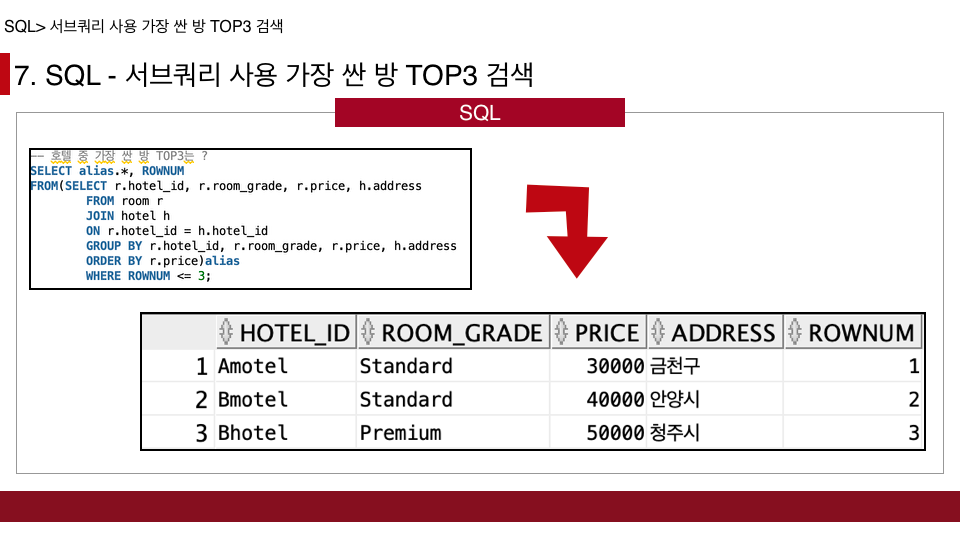 SQL> 서브쿼리 사용 가장 싼 방 TOP3 검색
7. SQL - 서브쿼리 사용 가장 싼 방 TOP3 검색
SQL
-- 호텔 중 가장 싼 방 TOP3는 ?
SELECT alias.*, ROWNUM
FROM(SELECT r.hotel_id, r.room_grade, r.price, h.address
FROM room r
JOIN hotel h
ON r.hotel_id = h.hotel_id
GROUP BY r.hotel_id, r.room_grade, r.price, h.address
ORDER BY r.price)alias
WHERE ROWNUM <= 3;
HOTEL_ID ROOM_GRADE PRICE ADDRESS ROWNUM
1 Amotel Standard 30000 금천구 1
2 Bmotel Standard 40000 안양시 2
3 Bhotel Premium 50000 청주시 3